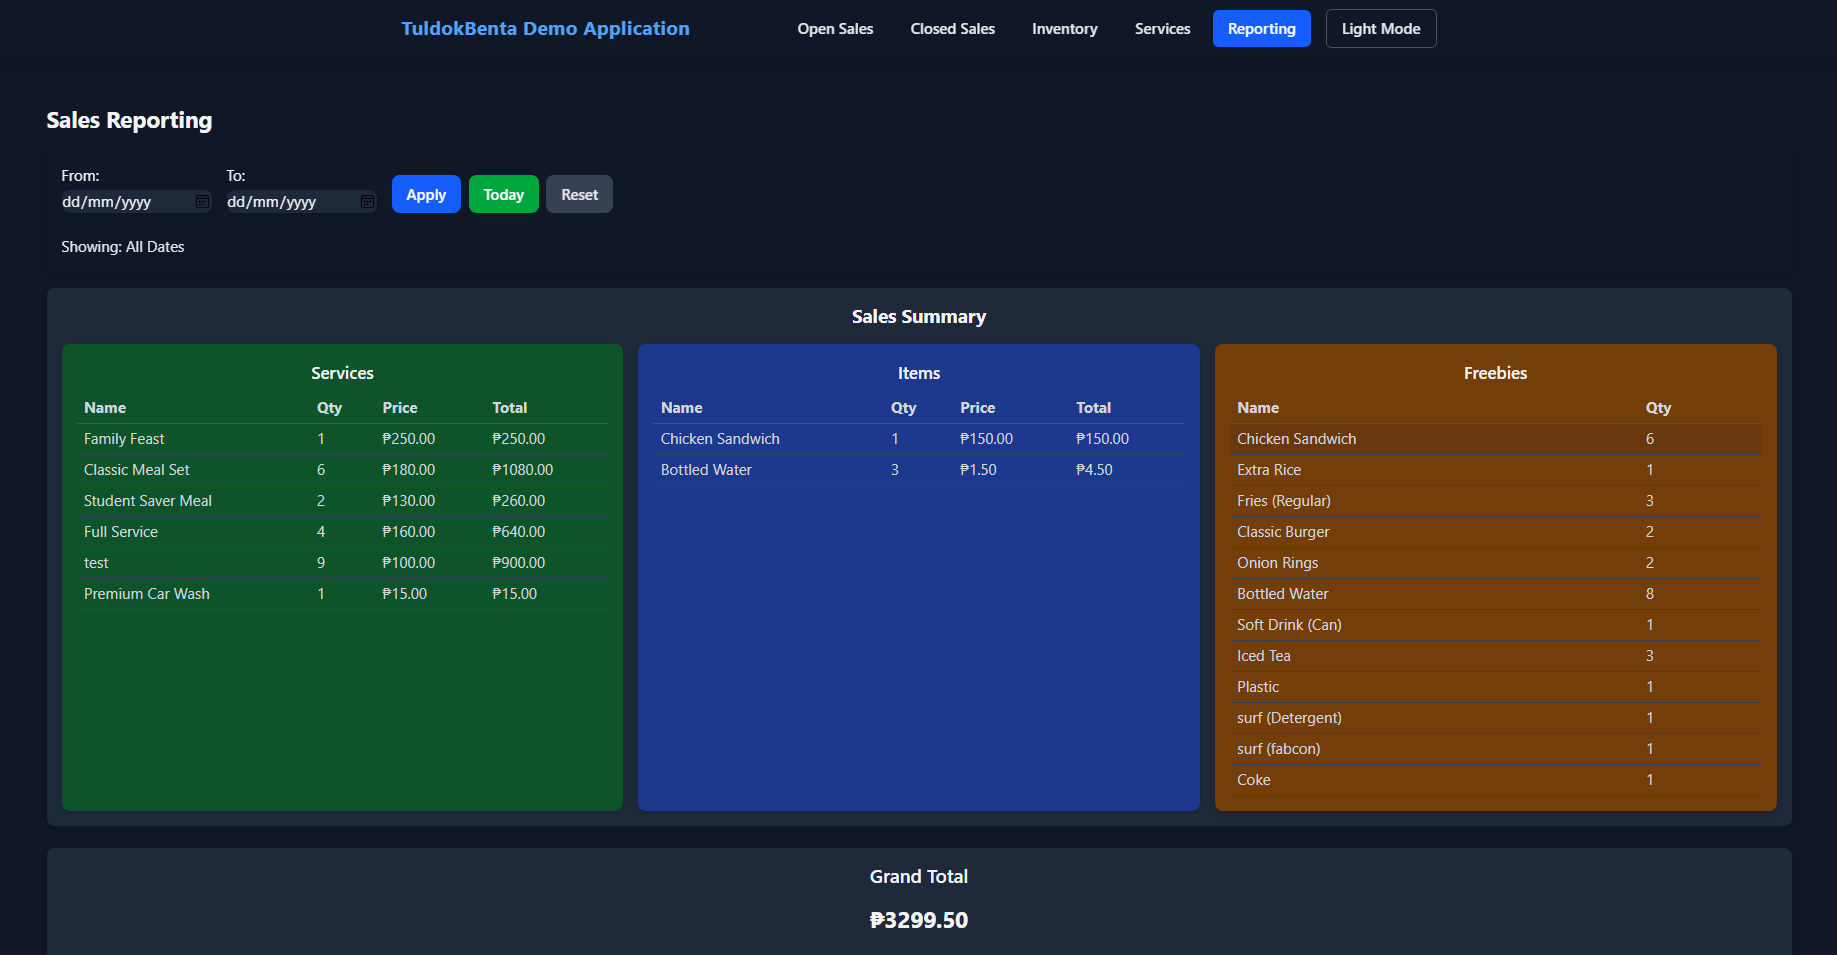 TuldokBenta Demo Application Open Sales Closed Sales Inventory Services Reporting Light Mode
Sales Reporting
From: To:
dd/mm/yyyy dd/mm/yyyy Apply Today Reset
Showing: All Dates
Sales Summary
Services
Name Qty Price Total
Family Feast 1 ₱250.00 ₱250.00
Classic Meal Set 6 ₱180.00 ₱1080.00
Student Saver Meal 2 ₱130.00 ₱260.00
Full Service 4 ₱160.00 ₱640.00
test 9 ₱100.00 ₱900.00
Premium Car Wash 1 ₱15.00 ₱15.00
Items
Name Qty Price Total
Chicken Sandwich 1 ₱150.00 ₱150.00
Bottled Water 3 ₱1.50 ₱4.50
Freebies
Name Qty
Chicken Sandwich 6
Extra Rice 1
Fries (Regular) 3
Classic Burger 2
Onion Rings 2
Bottled Water 8
Soft Drink (Can) 1
Iced Tea 3
Plastic 1
surf (Detergent) 1
surf (fabcon) 1
Coke 1
Grand Total
₱3299.50